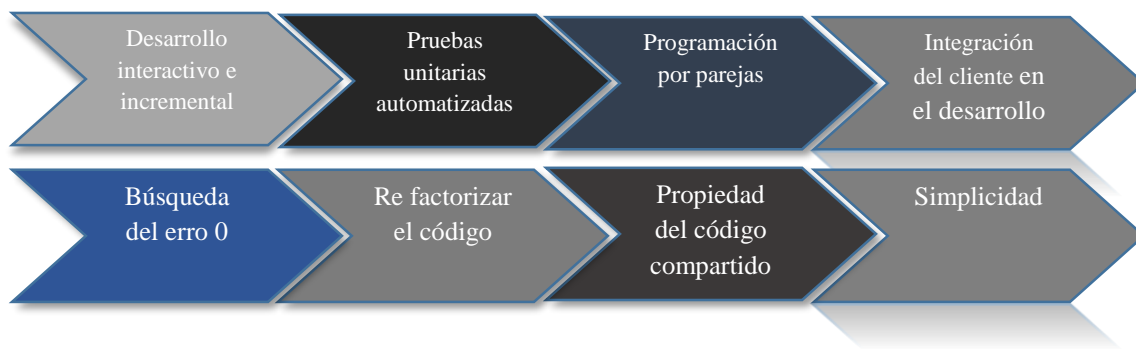 Desarrollo
interactivo e
incremental
Pruebas
unitarias
automatizadas
Programación
por parejas
Integración
del cliente en
el desarrollo
Búsqueda
del erro 0
Re factorizar
el código
Propiedad
del código
compartido
Simplicidad